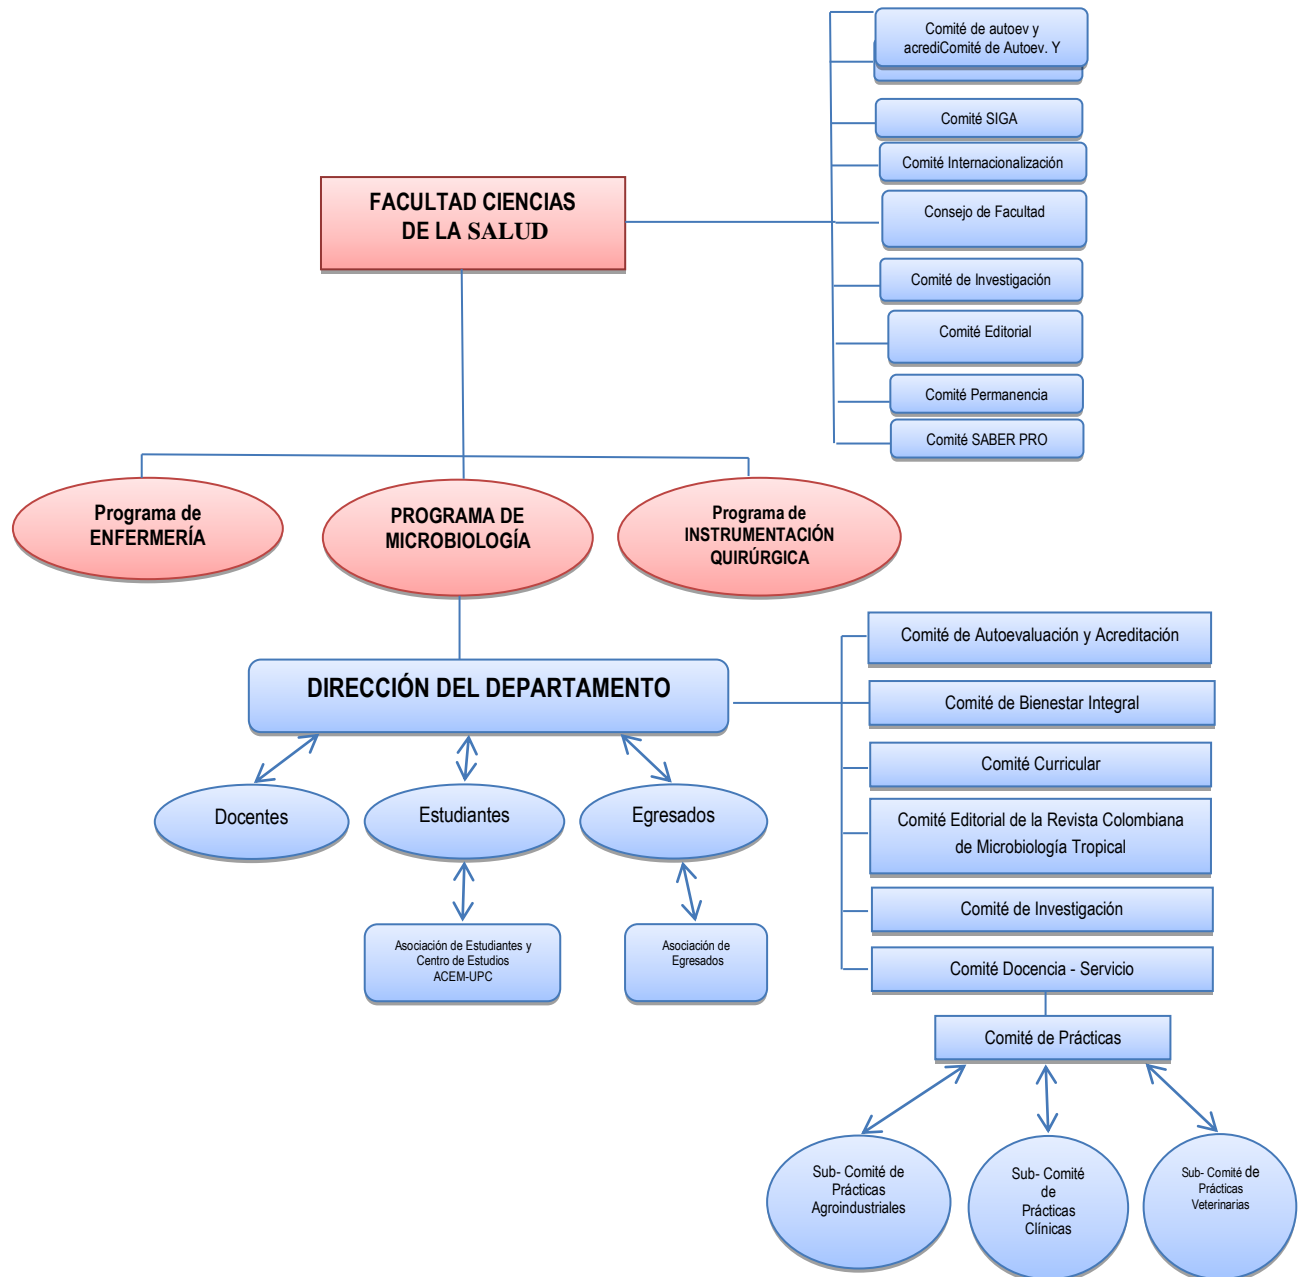 Comité de autoev y
acrediComité de Autoev. Y
Comité SIGA
Comité Internacionalización
FACULTAD CIENCIAS
DE LA SALUD
Consejo de Facultad
Comité de Investigación
Comité Editorial
Comité Permanencia
Comité SABER PRO
Programa de
ENFERMERÍA
PROGRAMA DE
MICROBIOLOGÍA
Programa de
INSTRUMENTACIÓN
QUIRÚRGICA
DIRECCIÓN DEL DEPARTAMENTO
Comité de Autoevaluación y Acreditación
Comité de Bienestar Integral
Comité Curricular
Comité Editorial de la Revista Colombiana
de Microbiología Tropical
Comité de Investigación
Comité Docencia - Servicio
Docentes
Estudiantes
Egresados
Asociación de Estudiantes y
Centro de Estudios
ACEM-UPC
Asociación de
Egresados
Comité de Prácticas
Sub- Comité de
Prácticas
Agroindustriales
Sub- Comité
de
Prácticas
Clínicas
Sub- Comité de
Prácticas
Veterinarias